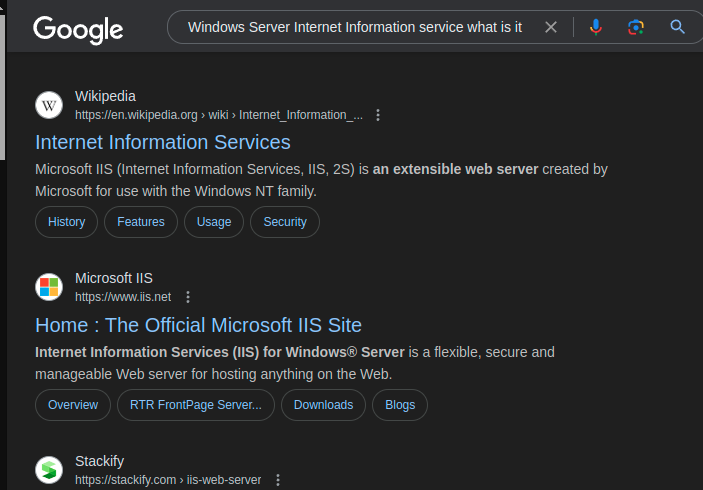 Google
Windows Server Internet Information service what is it
W
Wikipedia
https://en.wikipedia.org › wiki › Internet_Information_...
Internet Information Services
Microsoft IIS (Internet Information Services, IIS, 2S) is an extensible web server created by
Microsoft for use with the Windows NT family.
History Features Usage Security
Microsoft IIS
https://www.iis.net
Home : The Official Microsoft IIS Site
Internet Information Services (IIS) for Windows® Server is a flexible, secure and
manageable Web server for hosting anything on the Web.
Overview RTR FrontPage Server... Downloads Blogs
Stackify
https://stackify.com › iis-web-server